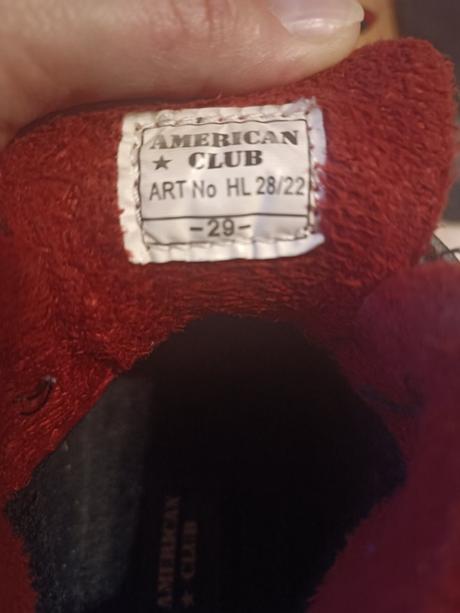 AMERICAN
★ CLUB
ART No HL 28/22
-29-
AMERICAN
★ CLUB